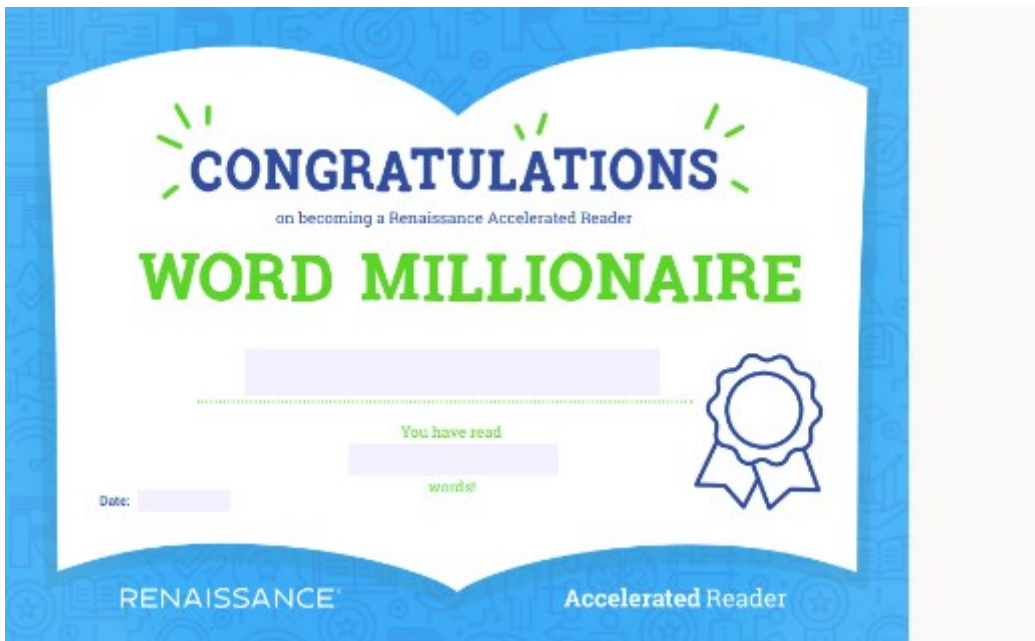 CONGRATULATIONS
on becoming a Renaissance Accelerated Reader
WORD MILLIONAIRE
You have read
words!
Date:
RENAISSANCE®
Accelerated Reader